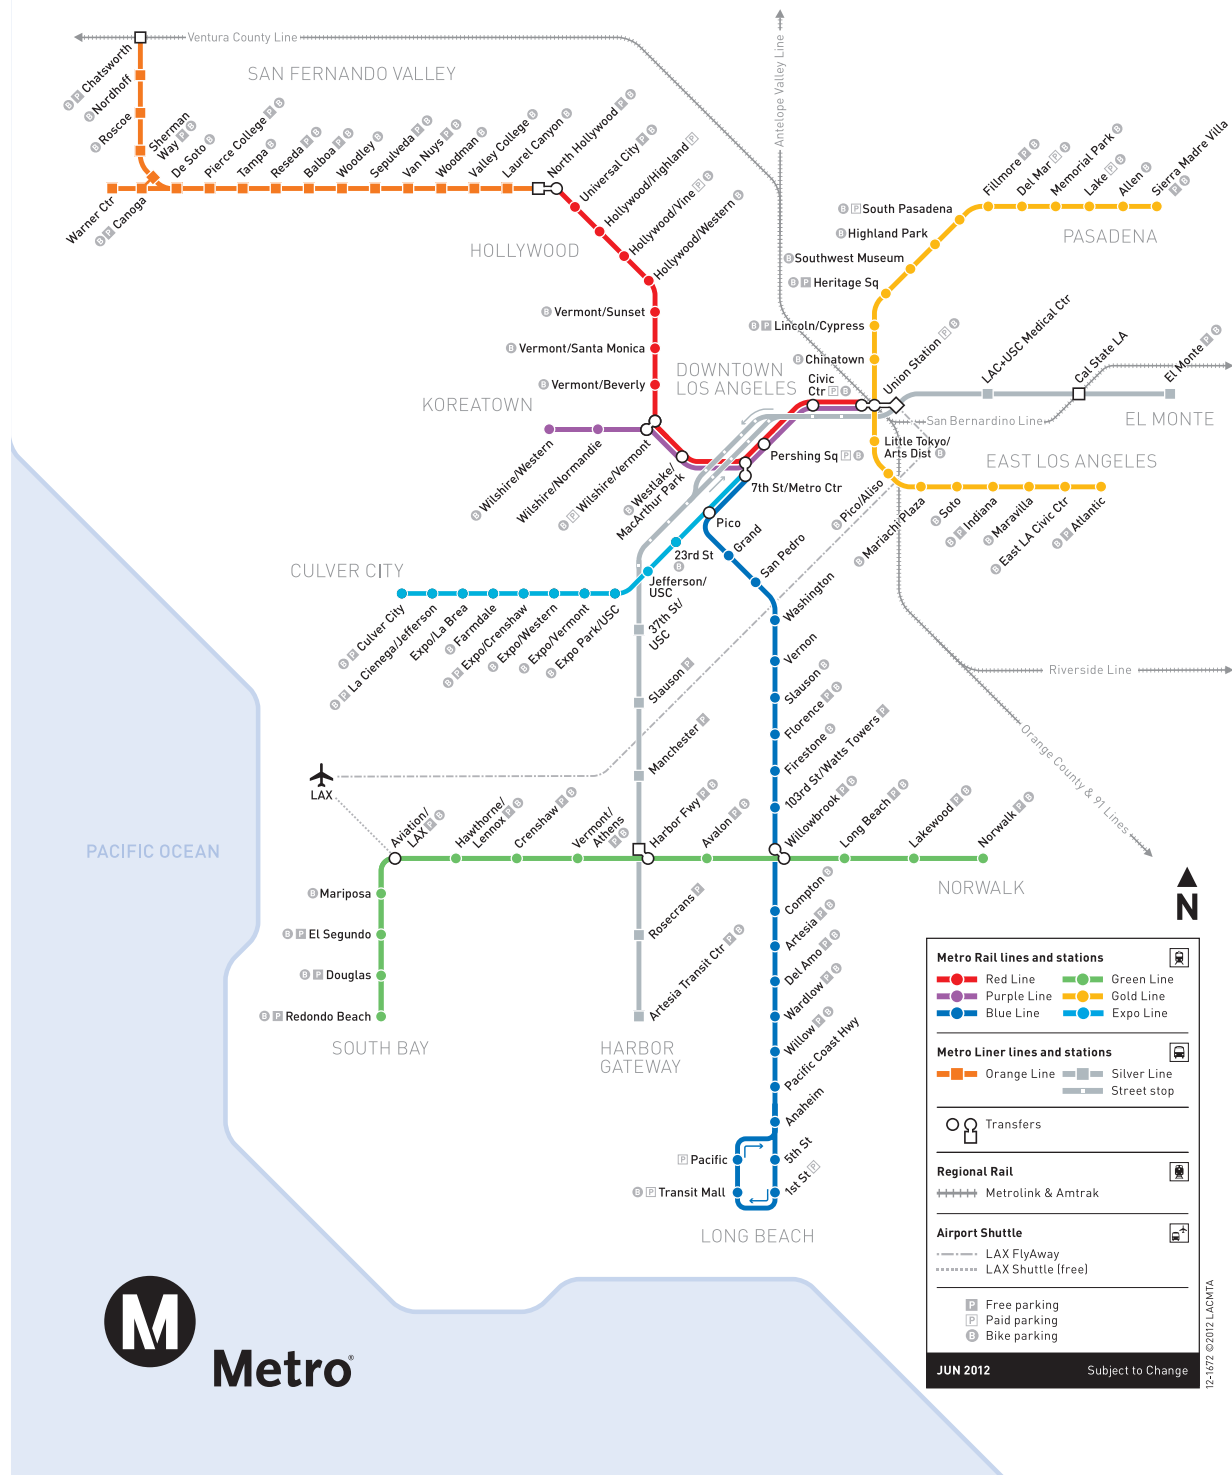 Ventura County Line
Antelope Valley Line
SAN FERNANDO VALLEY
B P Chatsworth
B Nordhoff
B Roscoe
Sherman
Way P B
Warner Ctr
B P Canoga
De Soto B
Pierce College P B
Tampa B
Reseda P B
Balboa P B
Woodley B
Sepulveda P B
Van Nuys P B
Woodman B
Valley College B
Laurel Canyon B
North Hollywood P B
Universal City P B
Hollywood/Highland P
Hollywood/Vine P B
Hollywood/Western B
HOLLYWOOD
B Vermont/Sunset
B Vermont/Santa Monica
B Vermont/Beverly
KOREATOWN
B Wilshire/Western
Wilshire/Normandie
B P Wilshire/Vermont
B Westlake/
MacArthur Park
DOWNTOWN
LOS ANGELES
Civic
Ctr P B
Pershing Sq P B
7th St/Metro Ctr
Union Station P B
Fillmore P B
Del Mar P B
Memorial Park B
Lake P B
Allen B
Sierra Madre Villa
P B
PASADENA
B P South Pasadena
B Highland Park
B Southwest Museum
B P Heritage Sq
B P Lincoln/Cypress
B Chinatown
LAC+USC Medical Ctr
Cal State LA
El Monte P B
San Bernardino Line
EL MONTE
Little Tokyo/
Arts Dist B
EAST LOS ANGELES
B Pico/Aliso
B Mariachi Plaza
B Soto
B P Indiana
B Maravilla
B East LA Civic Ctr
B P Atlantic
Pico
Grand
San Pedro
23rd St
B
Jefferson/
USC
CULVER CITY
B P Culver City
B P La Cienega/Jefferson
Expo/La Brea
B Farmdale
B P Expo/Crenshaw
B Expo/Western
B Expo/Vermont
B Expo Park/USC
37th St/
USC
Slauson P
Manchester P
Washington
Vernon
Slauson B
Florence P B
Firestone B
103rd St/Watts Towers P
Riverside Line
Orange County & 91 Lines
LAX
Aviation/
LAX P B
Hawthorne/
Lennox P B
Crenshaw P B
Vermont/
Athens
P B
Harbor Fwy P B
Avalon P B
Willowbrook P B
Long Beach P B
Lakewood P B
Norwalk P B
NORWALK
PACIFIC OCEAN
B Mariposa
B P El Segundo
B P Douglas
B P Redondo Beach
SOUTH BAY
Rosecrans P
Artesia Transit Ctr P B
HARBOR
GATEWAY
Compton B
Artesia P B
Del Amo P B
Wardlow P B
Willow P B
Pacific Coast Hwy
Anaheim
5th St
1st St P
P Pacific
B P Transit Mall
LONG BEACH
N
Metro Rail lines and stations
Red Line
Green Line
Purple Line
Gold Line
Blue Line
Expo Line
Metro Liner lines and stations
Orange Line
Silver Line
Street stop
Transfers
Regional Rail
Metrolink & Amtrak
Airport Shuttle
LAX FlyAway
LAX Shuttle (free)
P Free parking
P Paid parking
B Bike parking
JUN 2012
Subject to Change
12-1672 ©2012 LACMTA
M
Metro®